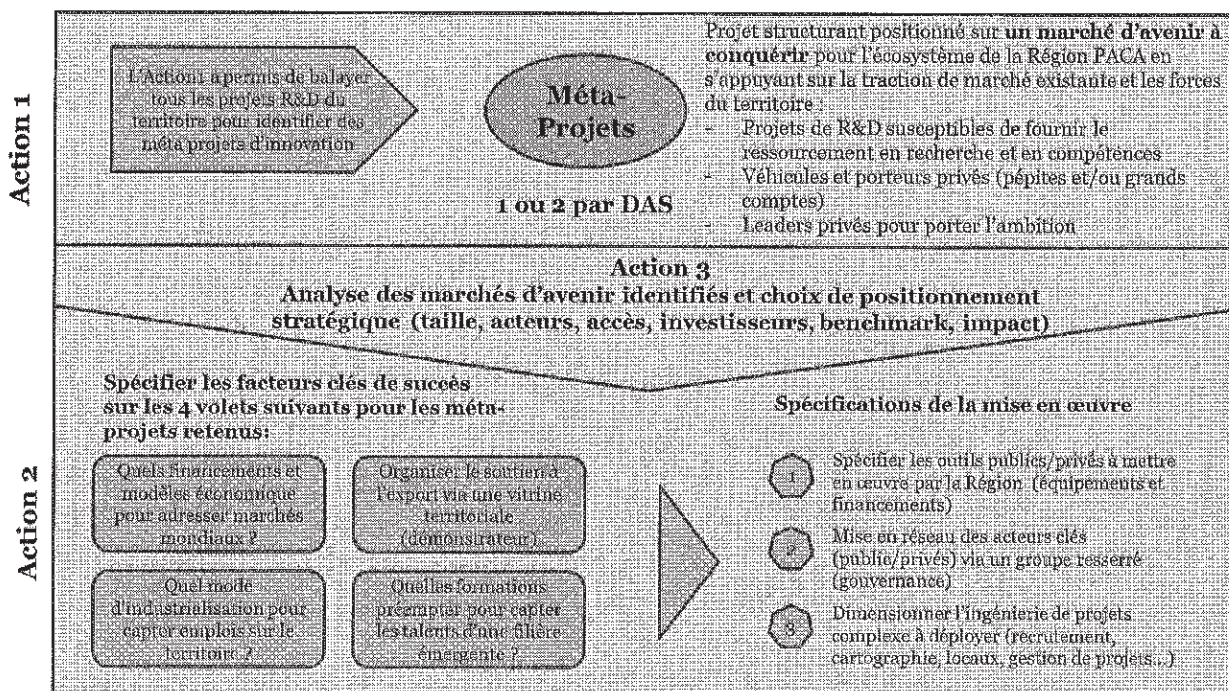 Action 1
L'Action1 a permis de balayer
tous les projets R&D du
territoire pour identifier des
méta projets d'innovation
Méta-
Projets
1 ou 2 par DAS
Projet structurant positionné sur un marché d'avenir à
conquérir pour l'écosystème de la Région PACA en
s'appuyant sur la traction de marché existante et les forces
du territoire :
- Projets de R&D susceptibles de fournir le
ressourcement en recherche et en compétences
- Véhicules et porteurs privés (pépites et/ou grands
comptes)
- Leaders privés pour porter l'ambition
Action 3
Analyse des marchés d'avenir identifiés et choix de positionnement
stratégique (taille, acteurs, accès, investisseurs, benchmark, impact)
Action 2
Spécifier les facteurs clés de succès
sur les 4 volets suivants pour les méta-
projets retenus:
Quels financements et
modèles économique
pour adresser marchés
mondiaux ?
Organiser le soutien à
l'export via une vitrine
territoriale
(démonstrateur)
Quel mode
d'industrialisation pour
capter emplois sur le
territoire ?
Quelles formations
préempter pour capter
les talents d'une filière
émergente ?
Spécifications de la mise en œuvre
1
Spécifier les outils publics/privés à mettre
en œuvre par la Région (équipements et
financements)
2
Mise en réseau des acteurs clés
(public/privés) via un groupe resserré
(gouvernance)
3
Dimensionner l'ingénierie de projets
complexe à déployer (recrutement,
cartographie, locaux, gestion de projets...)